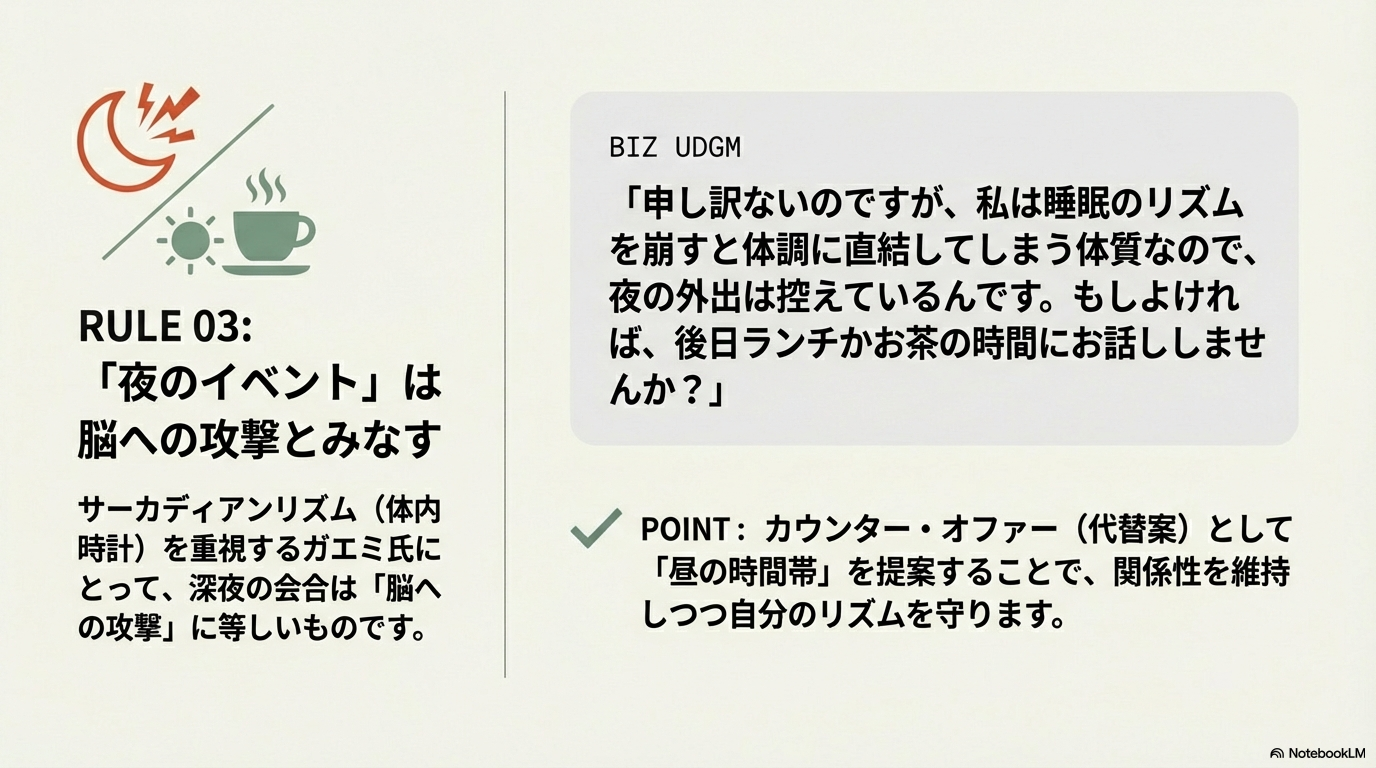 RULE 03:
「夜のイベント」は
脳への攻撃とみなす
サーカディアンリズム（体内
時計）を重視するガエミ氏に
とって、深夜の会合は「脳へ
の攻撃」に等しいものです。
BIZ UDGM
「申し訳ないのですが、私は睡眠のリズム
を崩すと体調に直結してしまう体質なので、
夜の外出は控えているんです。もしよけれ
ば、後日ランチかお茶の時間にお話ししませ
んか？」
POINT： カウンター・オファー（代替案）として
「昼の時間帯」を提案することで、関係性を維持
しつつ自分のリズムを守ります。
NotebookLM